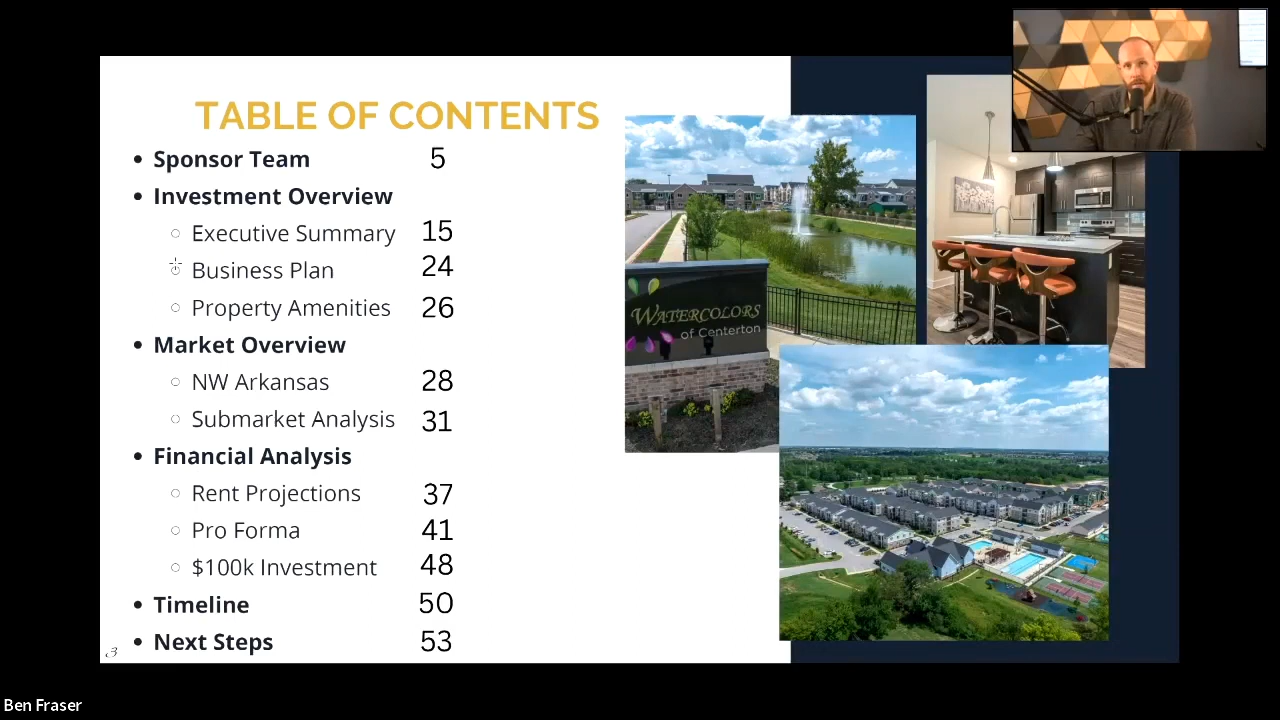 TABLE OF CONTENTS
Sponsor Team 5
Investment Overview
Executive Summary 15
Business Plan 24
Property Amenities 26
Market Overview
NW Arkansas 28
Submarket Analysis 31
Financial Analysis
Rent Projections 37
Pro Forma 41
$100k Investment 48
Timeline 50
Next Steps 53
3
WATERCOLORS
of Centerton
Ben Fraser